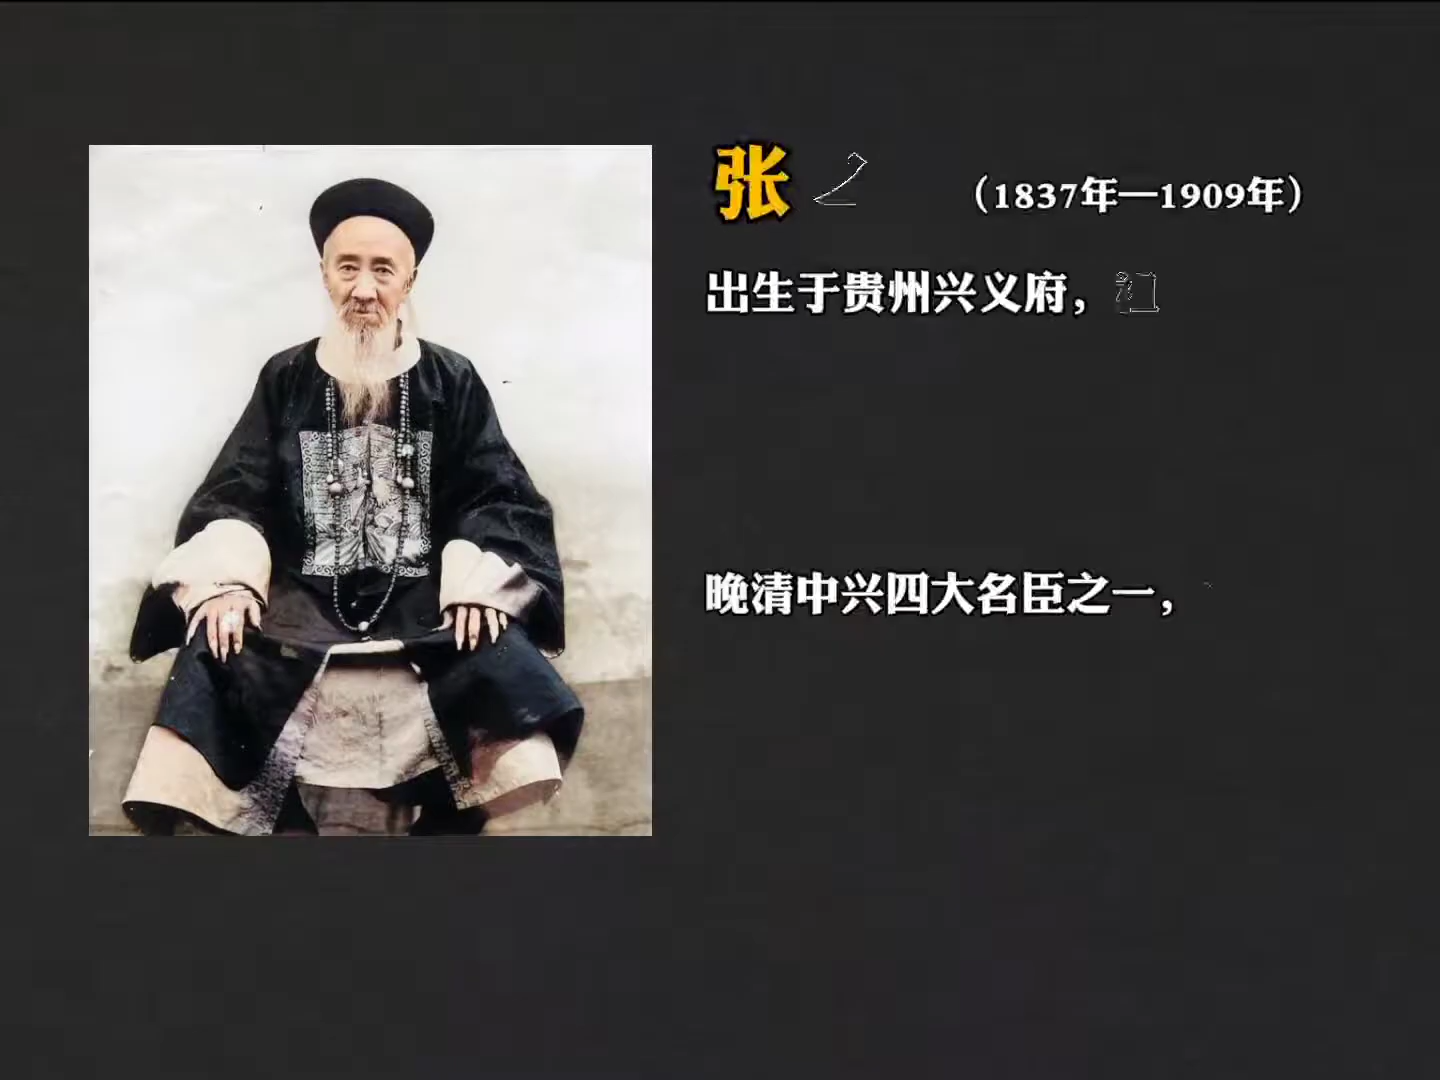 张 （1837年—1909年）
出生于贵州兴义府，
晚清中兴四大名臣之一，